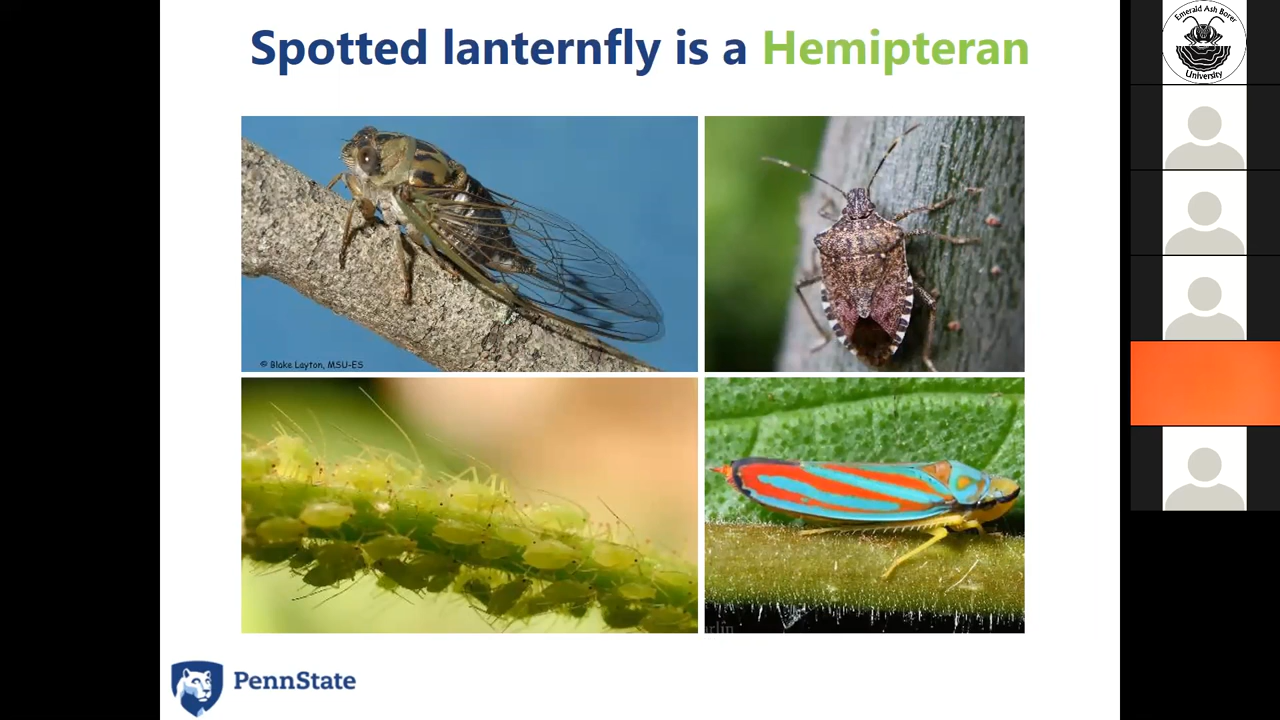 Spotted lanternfly is a Hemipteran
Emerald Ash Borer
University
© Blake Layton, MSU-ES
PennState